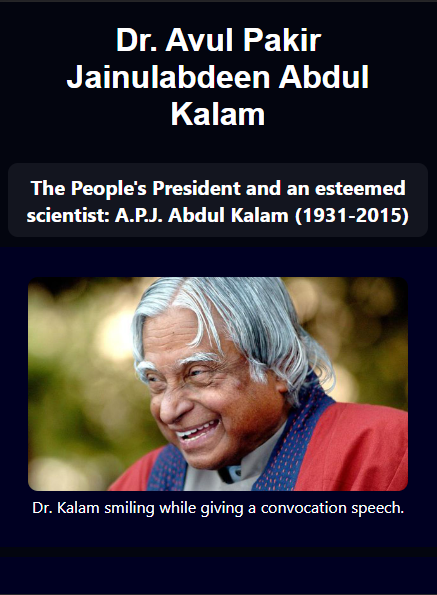 Dr. Avul Pakir
Jainulabdeen Abdul
Kalam
The People's President and an esteemed
scientist: A.P.J. Abdul Kalam (1931-2015)
Dr. Kalam smiling while giving a convocation speech.